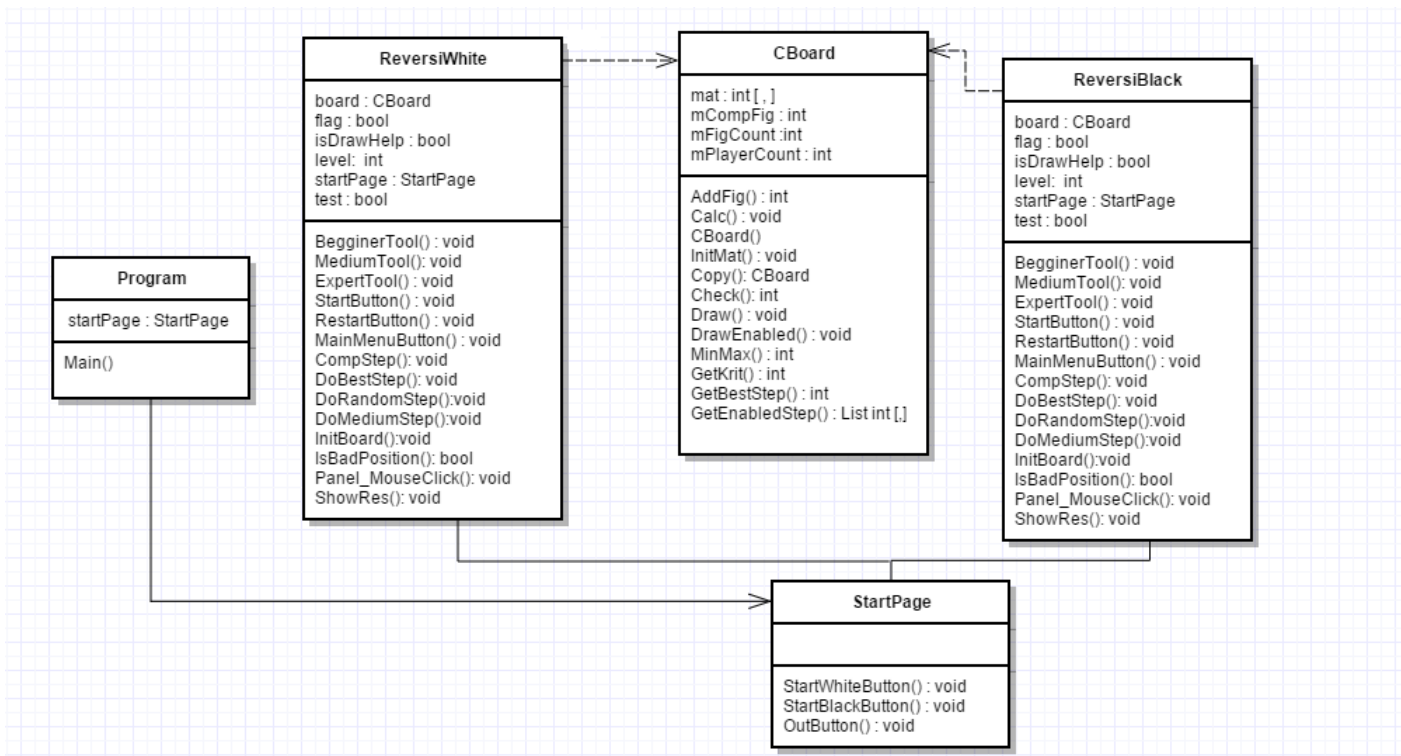 ReversiWhite
board : CBoard
flag : bool
isDrawHelp : bool
level: int
startPage : StartPage
test : bool
BegginerTool() : void
MediumTool(): void
ExpertTool(): void
StartButton() : void
RestartButton() : void
MainMenuButton() : void
CompStep(): void
DoBestStep(): void
DoRandomStep():void
DoMediumStep():void
InitBoard():void
IsBadPosition(): bool
Panel_MouseClick(): void
ShowRes(): void
CBoard
mat : int [ , ]
mCompFig : int
mFigCount :int
mPlayerCount : int
AddFig() : int
Calc() : void
CBoard()
InitMat() : void
Copy(): CBoard
Check(): int
Draw() : void
DrawEnabled() : void
MinMax() : int
GetKrit() : int
GetBestStep() : int
GetEnabledStep() : List int [,]
ReversiBlack
board : CBoard
flag : bool
isDrawHelp : bool
level: int
startPage : StartPage
test : bool
BegginerTool() : void
MediumTool(): void
ExpertTool(): void
StartButton() : void
RestartButton() : void
MainMenuButton() : void
CompStep(): void
DoBestStep(): void
DoRandomStep():void
DoMediumStep():void
InitBoard():void
IsBadPosition(): bool
Panel_MouseClick(): void
ShowRes(): void
Program
startPage : StartPage
Main()
StartPage
StartWhiteButton() : void
StartBlackButton() : void
OutButton() : void